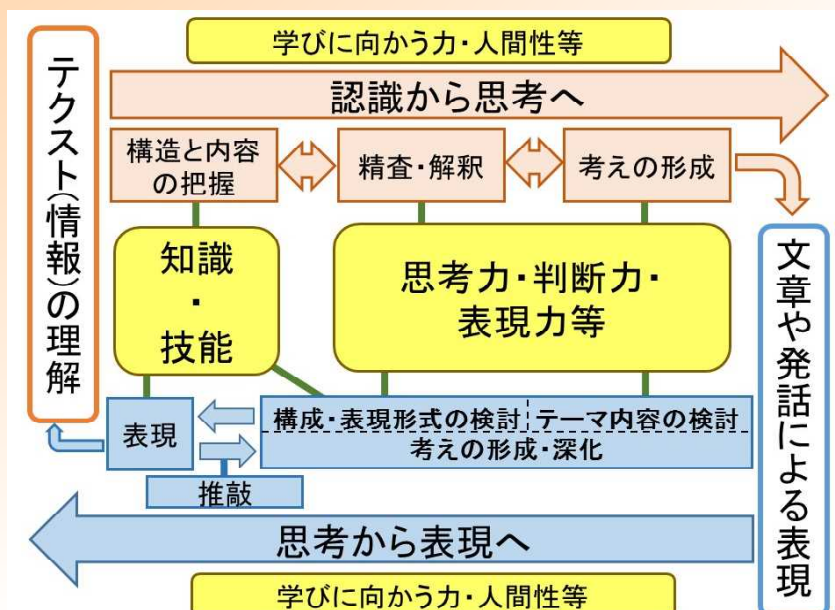 学びに向かう力・人間性等
認識から思考へ
テクスト(情報)の理解
構造と内容
の把握
精査・解釈
考えの形成
知識
・
技能
思考力・判断力・
表現力等
文章や発話による表現
表現
構成・表現形式の検討
テーマ内容の検討
考えの形成・深化
推敲
思考から表現へ
学びに向かう力・人間性等